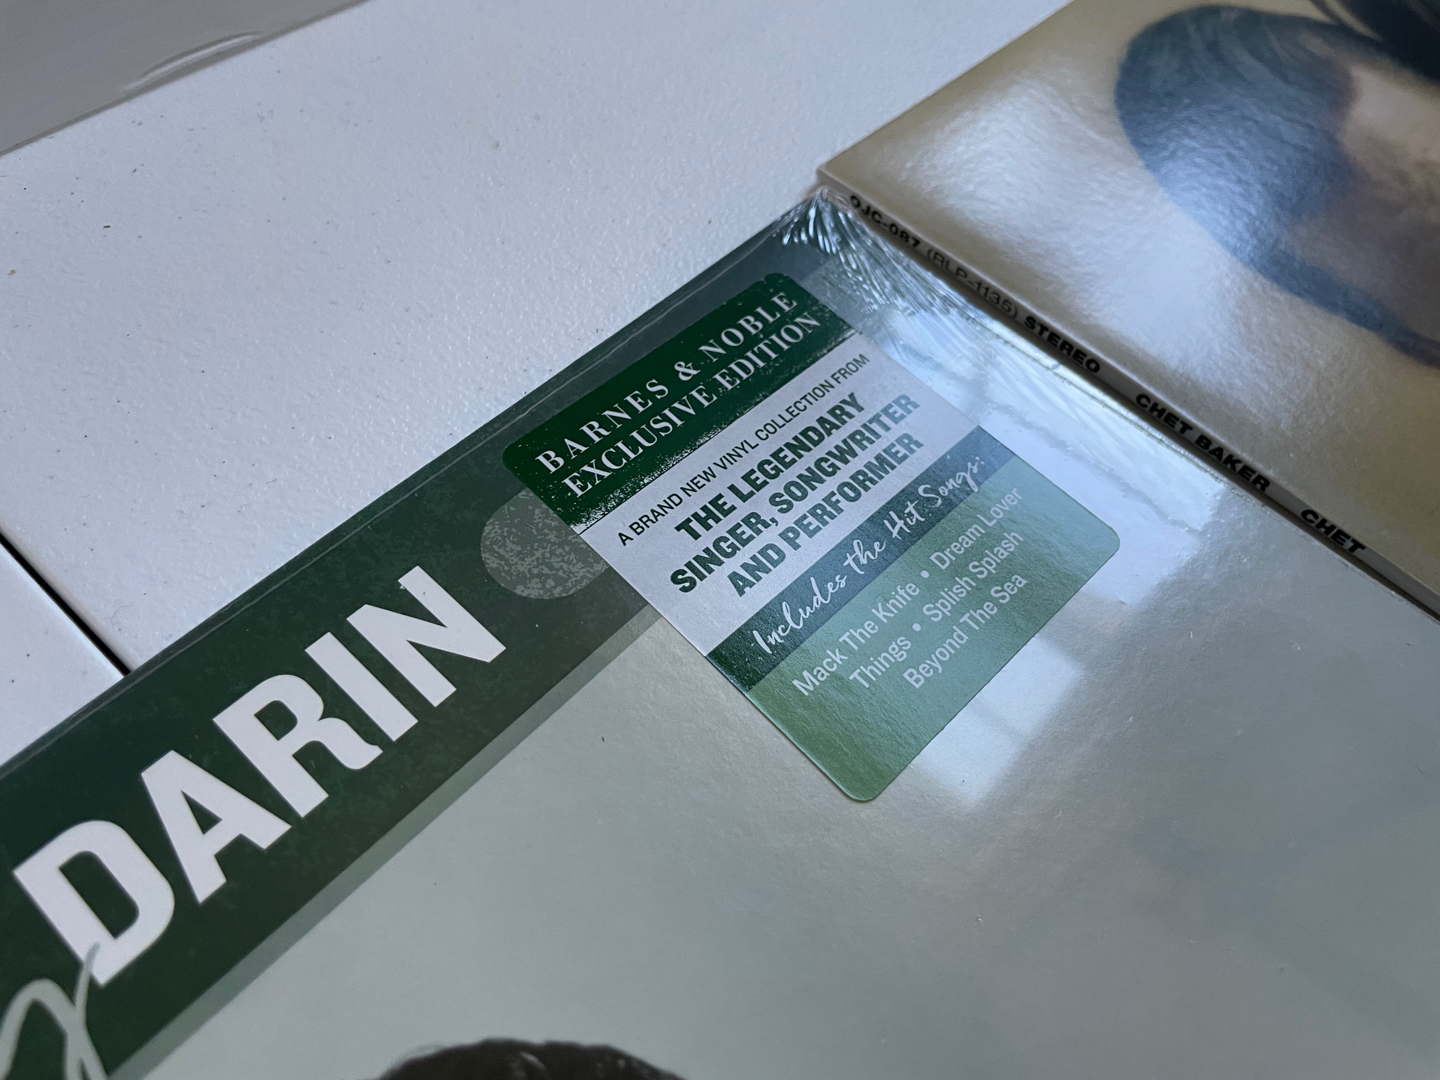 BARNES & NOBLE
EXCLUSIVE EDITION
A BRAND NEW VINYL COLLECTION FROM
THE LEGENDARY
SINGER, SONGWRITER
AND PERFORMER
Includes the Hit Songs:
Mack The Knife • Dream Lover
Things • Splish Splash
Beyond The Sea
DARIN
OJC-087 (RLP-1135) STEREO CHET BAKER CHET